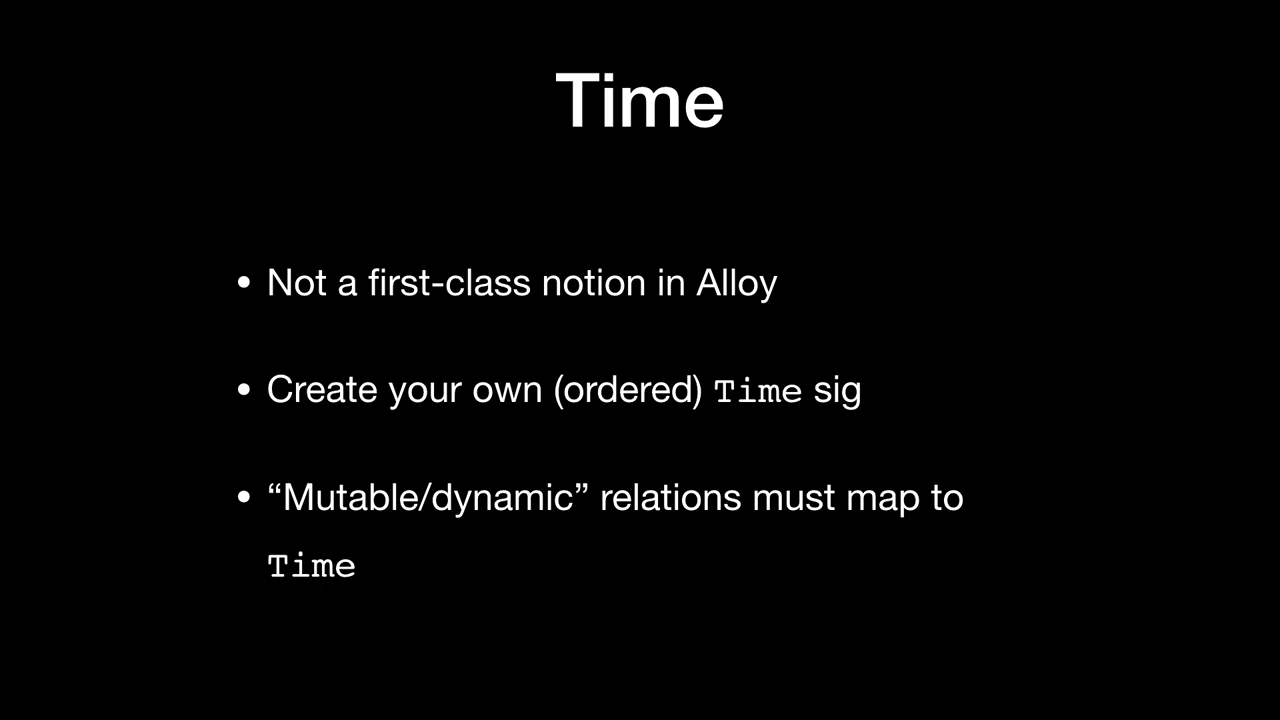 Time
• Not a first-class notion in Alloy
• Create your own (ordered) Time sig
• “Mutable/dynamic” relations must map to
Time